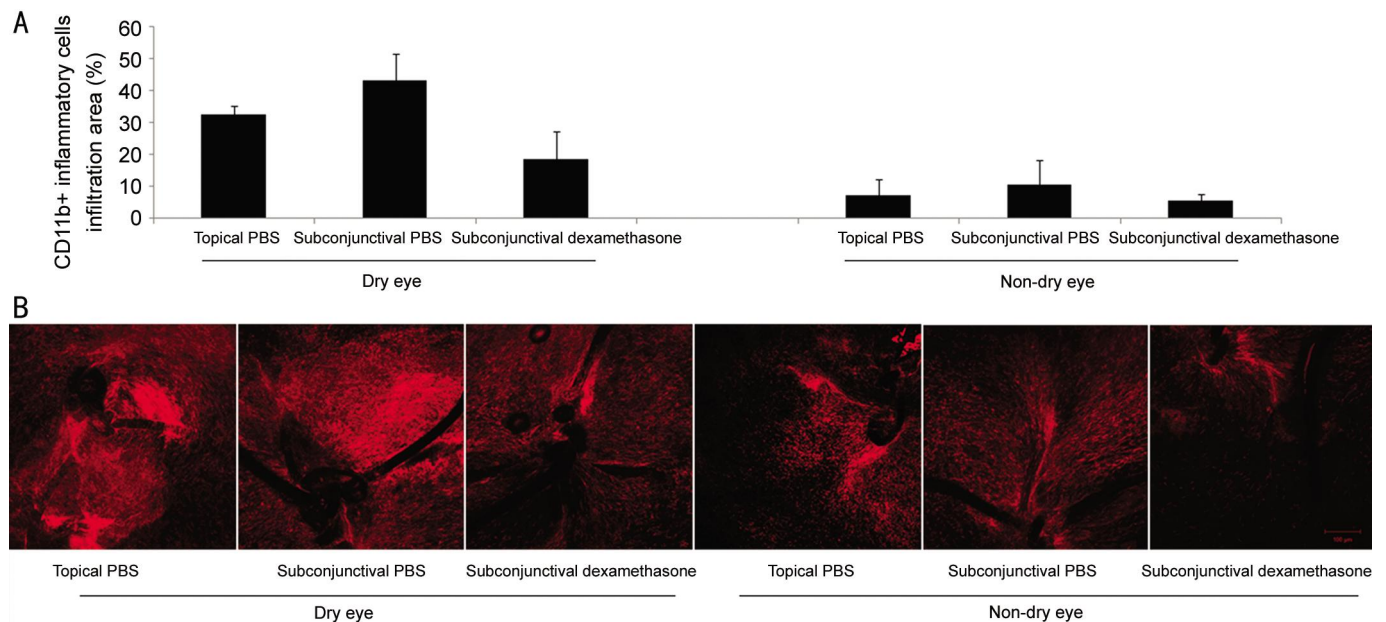 A
CD11b+ inflammatory cells
infiltration area (%)
60
50
40
30
20
10
0
Topical PBS Subconjunctival PBS Subconjunctival dexamethasone Topical PBS Subconjunctival PBS Subconjunctival dexamethasone
Dry eye Non-dry eye
B
100 μm
Topical PBS Subconjunctival PBS Subconjunctival dexamethasone Topical PBS Subconjunctival PBS Subconjunctival dexamethasone
Dry eye Non-dry eye